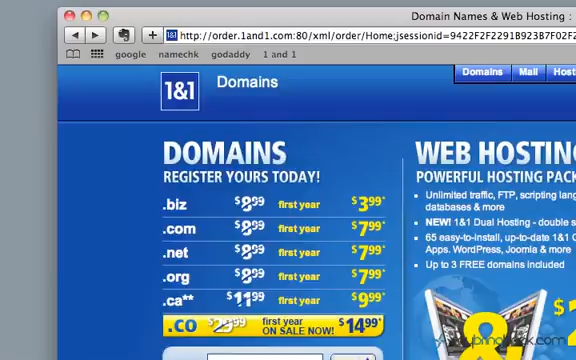 Domain Names & Web Hosting :
http://order.1and1.com:80/xml/order/Home;jsessionid=9422F2F2291B923B7F02F2
google namechk godaddy 1 and 1
1&1
Domains
Domains Mail Host
DOMAINS
REGISTER YOURS TODAY!
.biz $8.99 first year $3.99*
.com $8.99 first year $7.99*
.net $8.99 first year $7.99*
.org $8.99 first year $7.99*
.ca** $11.99 first year $9.99*
.CO $29.99 first year ON SALE NOW! $14.99*
WEB HOSTING
POWERFUL HOSTING PACK
Unlimited traffic, FTP, scripting lang
databases & more
NEW! 1&1 Dual Hosting - double s
65 easy-to-install, up-to-date 1&1 C
Apps. WordPress, Joomla & more
Up to 3 FREE domains included